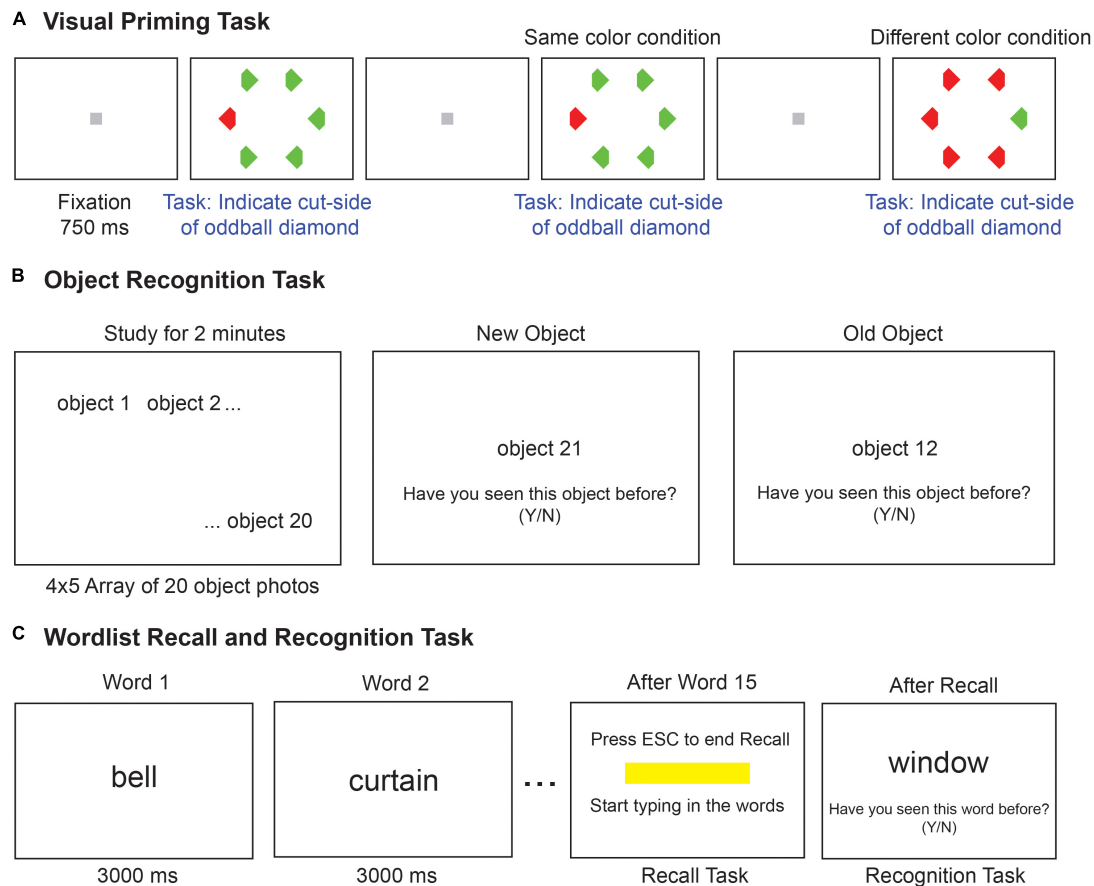 A Visual Priming Task
Same color condition
Different color condition
Fixation
750 ms
Task: Indicate cut-side
of oddball diamond
Task: Indicate cut-side
of oddball diamond
Task: Indicate cut-side
of oddball diamond
B Object Recognition Task
Study for 2 minutes
object 1 object 2 ...
... object 20
4x5 Array of 20 object photos
New Object
object 21
Have you seen this object before?
(Y/N)
Old Object
object 12
Have you seen this object before?
(Y/N)
C Wordlist Recall and Recognition Task
Word 1
bell
3000 ms
Word 2
curtain
3000 ms
...
After Word 15
Press ESC to end Recall
Start typing in the words
Recall Task
After Recall
window
Have you seen this word before?
(Y/N)
Recognition Task